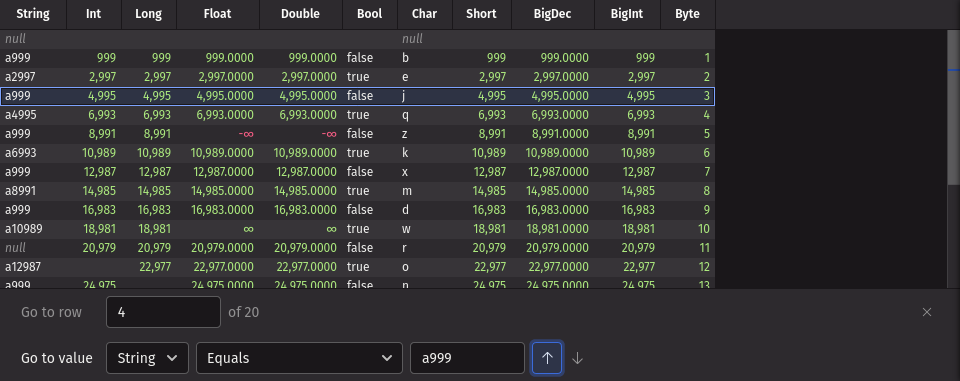 String Int Long Float Double Bool Char Short BigDec BigInt Byte
null null
a999 999 999 999.0000 999.0000 false b 999 999.0000 999 1
a2997 2,997 2,997 2,997.0000 2,997.0000 true e 2,997 2,997.0000 2,997 2
a999 4,995 4,995 4,995.0000 4,995.0000 false j 4,995 4,995.0000 4,995 3
a4995 6,993 6,993 6,993.0000 6,993.0000 true q 6,993 6,993.0000 6,993 4
a999 8,991 8,991 -∞ -∞ false z 8,991 8,991.0000 8,991 5
a6993 10,989 10,989 10,989.0000 10,989.0000 true k 10,989 10,989.0000 10,989 6
a999 12,987 12,987 12,987.0000 12,987.0000 false x 12,987 12,987.0000 12,987 7
a8991 14,985 14,985 14,985.0000 14,985.0000 true m 14,985 14,985.0000 14,985 8
a999 16,983 16,983 16,983.0000 16,983.0000 false d 16,983 16,983.0000 16,983 9
a10989 18,981 18,981 ∞ ∞ true w 18,981 18,981.0000 18,981 10
null 20,979 20,979 20,979.0000 20,979.0000 false r 20,979 20,979.0000 20,979 11
a12987 22,977 22,977.0000 22,977.0000 true o 22,977 22,977.0000 22,977 12
a999 24,975 24,975.0000 24,975.0000 false n 24,975 24,975.0000 24,975 13
Go to row 4 of 20
Go to value String Equals a999